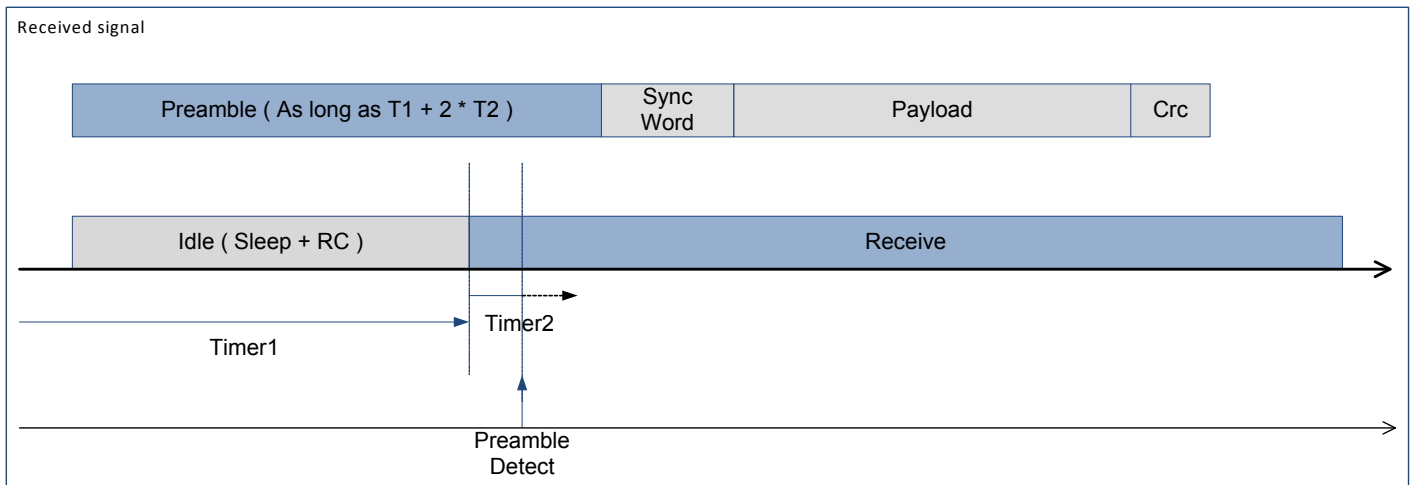 Received signal
Preamble ( As long as T1 + 2 * T2 )
Sync
Word
Payload
Crc
Idle ( Sleep + RC )
Receive
Timer2
Timer1
Preamble
Detect